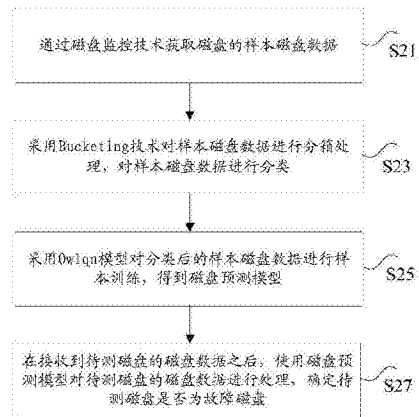 通过磁盘监控技术获取磁盘的样本磁盘数据
S21
采用Bucketing技术对样本磁盘数据进行分箱处
理，对样本磁盘数据进行分类
S23
采用Owlqn模型对分类后的样本磁盘数据进行样
本训练，得到磁盘预测模型
S25
在接收到待测磁盘的磁盘数据之后，使用磁盘预
测模型对待测磁盘的磁盘数据进行处理，确定待
测磁盘是否为故障磁盘
S27